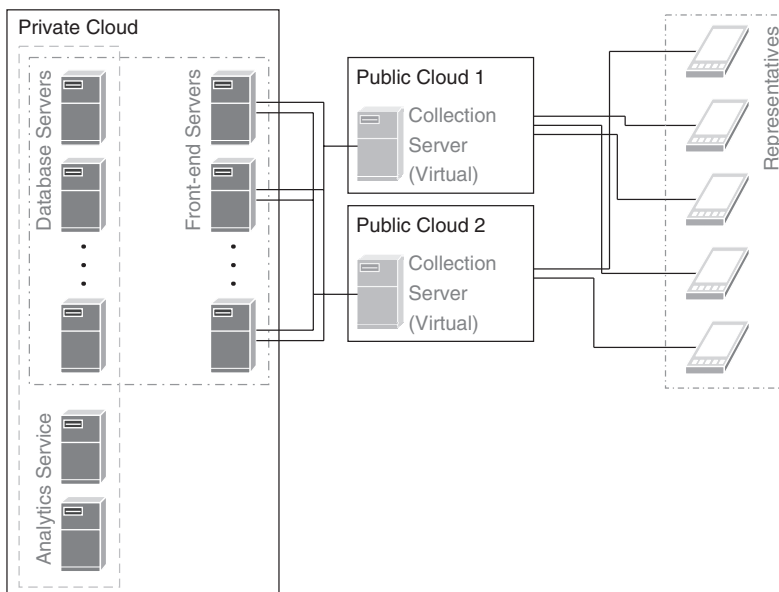 Private Cloud
Database Servers
Front-end Servers
Analytics Service
Public Cloud 1
Collection
Server
(Virtual)
Public Cloud 2
Collection
Server
(Virtual)
Representatives